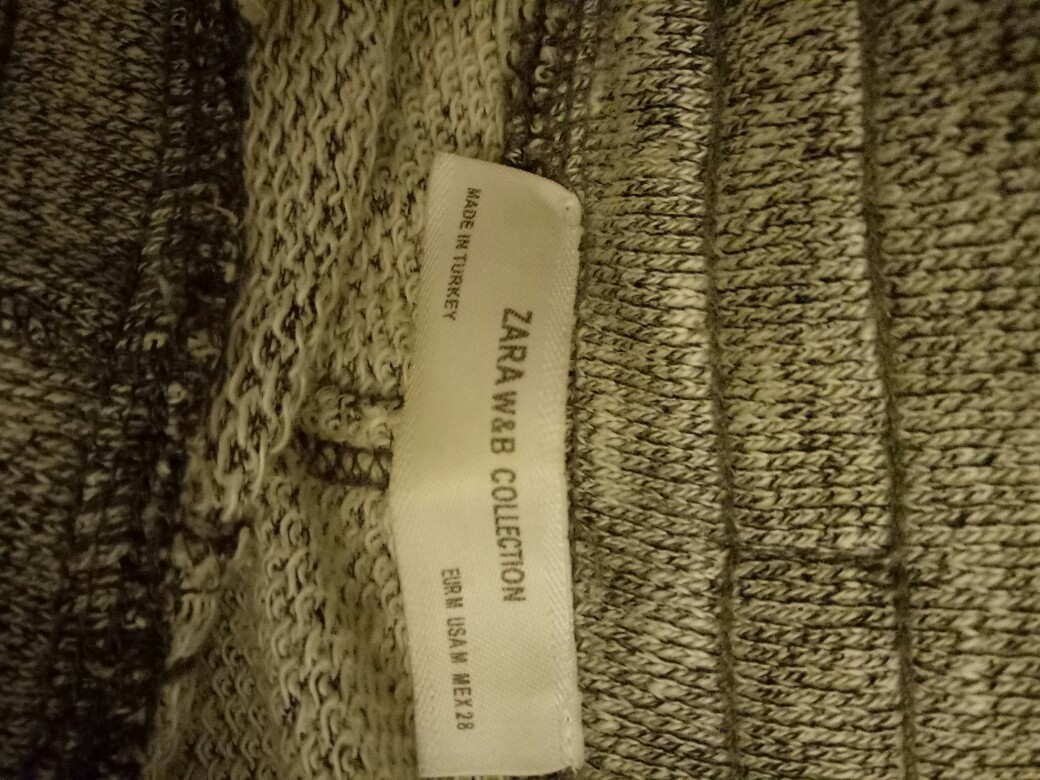 ZARA W&B COLLECTION
MADE IN TURKEY
EUR M USA M MEX 28